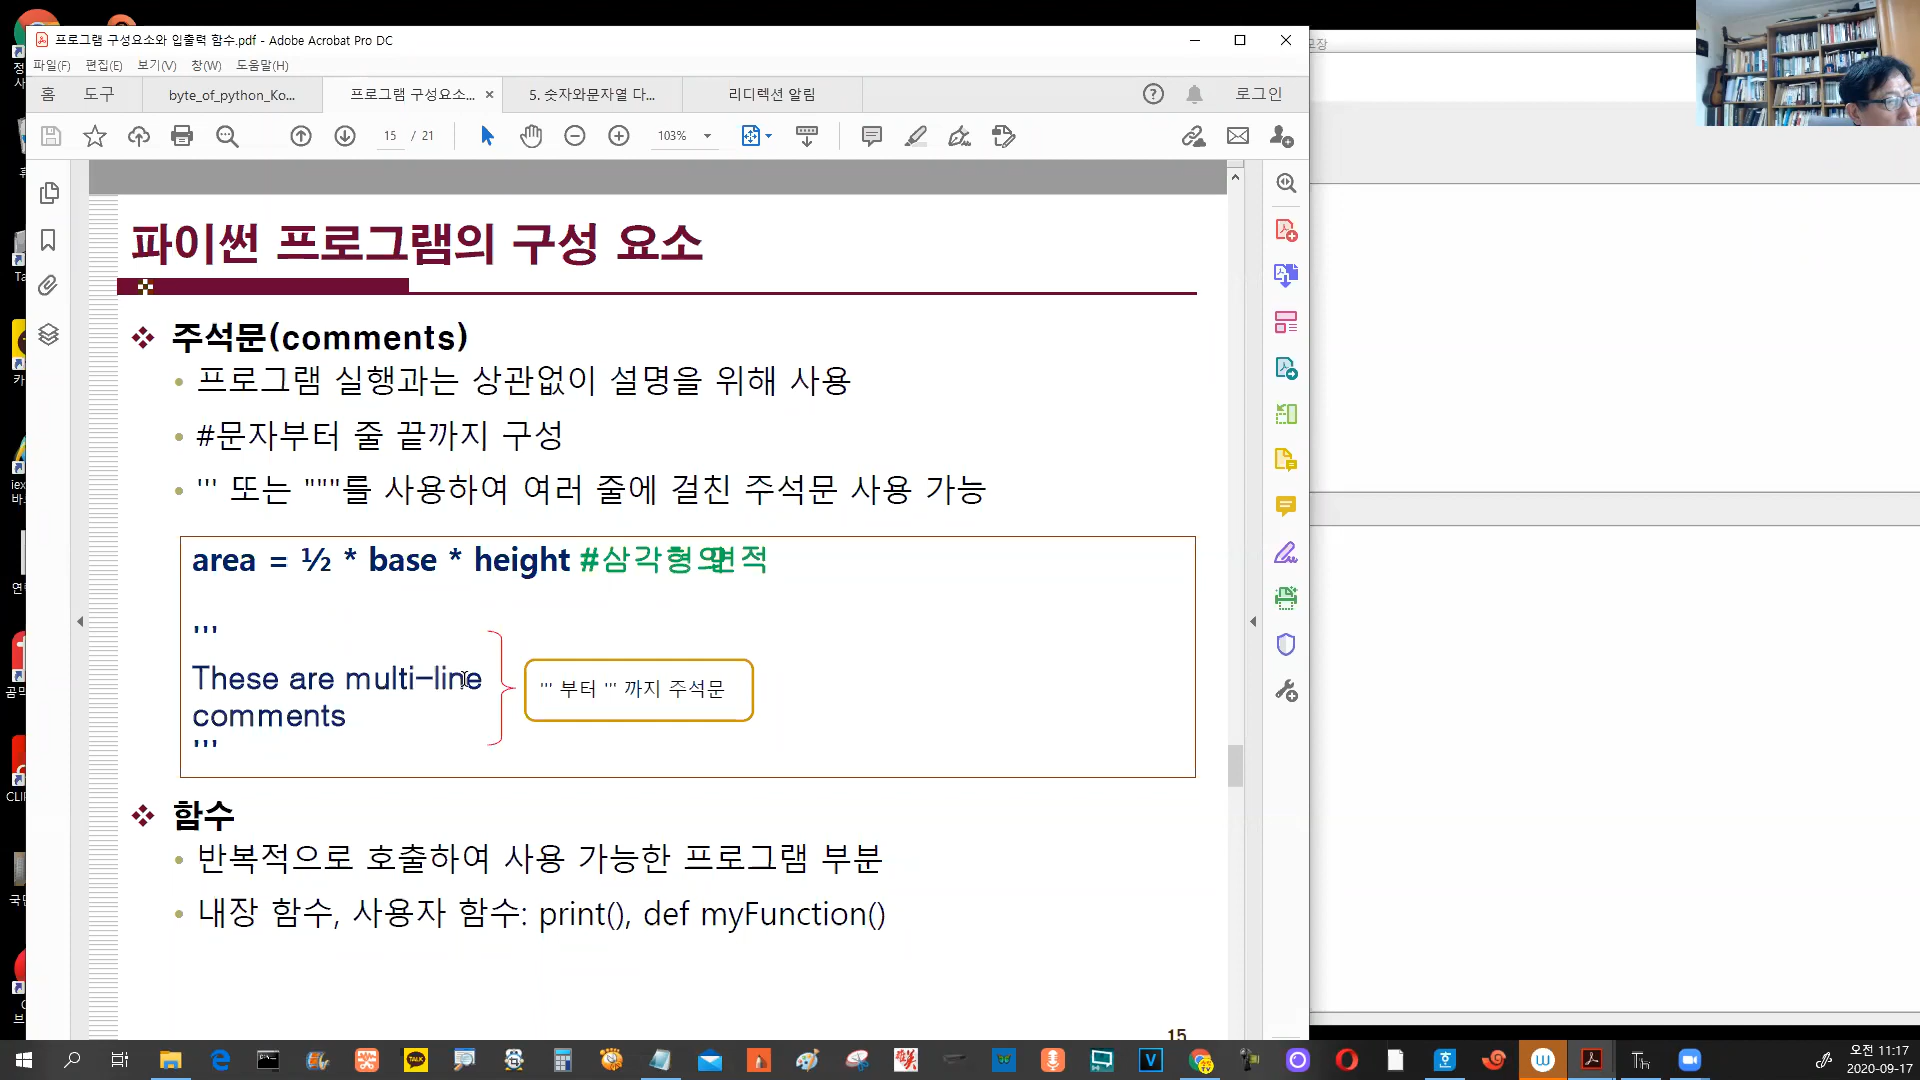 프로그램 구성요소와 입출력 함수.pdf - Adobe Acrobat Pro DC
파일(F) 편집(E) 보기(V) 창(W) 도움말(H)
홈 도구 byte_of_python_Ko... 프로그램 구성요소... × 5. 숫자와문자열 다... 리디렉션 알림 로그인
15 / 21 103%
파이썬 프로그램의 구성 요소
주석문(comments)
프로그램 실행과는 상관없이 설명을 위해 사용
#문자부터 줄 끝까지 구성
''' 또는 """를 사용하여 여러 줄에 걸친 주석문 사용 가능
area = ½ * base * height #삼각형의면적
'''
These are multi-line
comments
'''
''' 부터 ''' 까지 주석문
함수
반복적으로 호출하여 사용 가능한 프로그램 부분
내장 함수, 사용자 함수: print(), def myFunction()
15
오전 11:17
2020-09-17